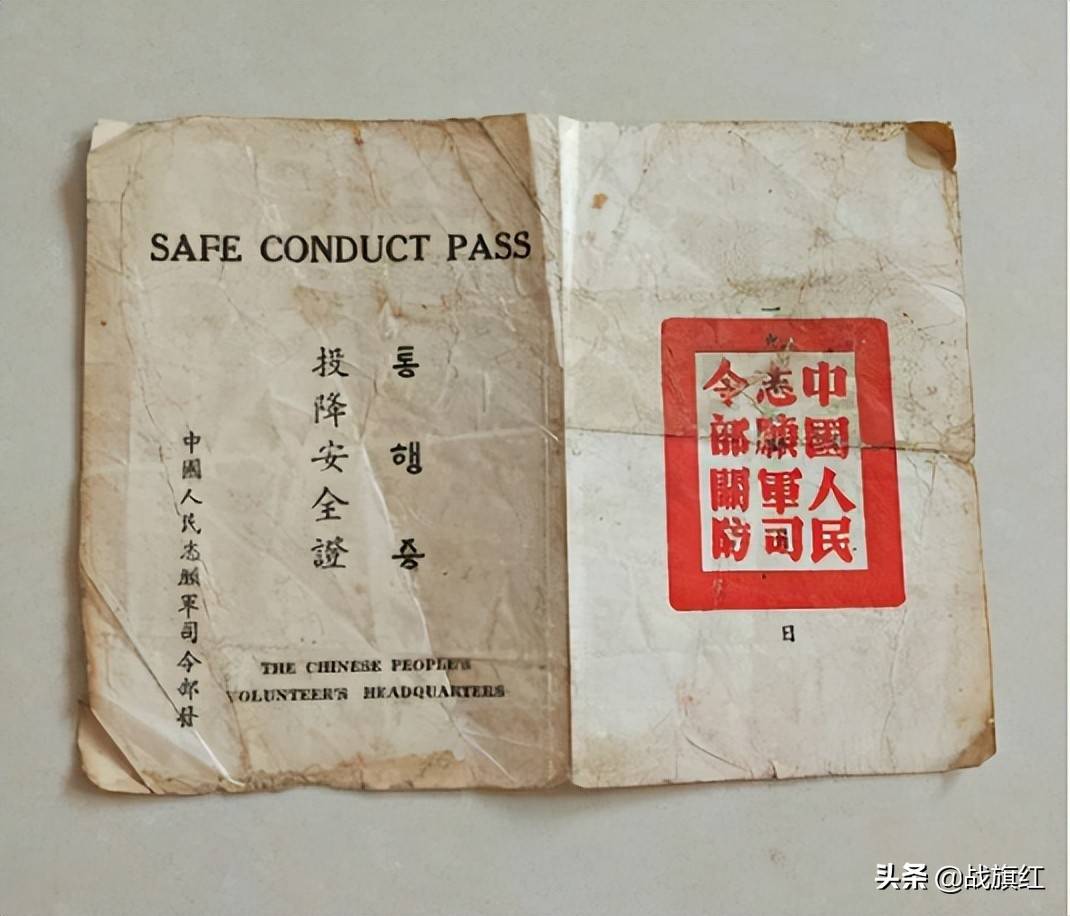 SAFE CONDUCT PASS
통행증
投降安全證
中國人民志願軍司令部發
THE CHINESE PEOPLE'S
VOLUNTEER'S HEADQUARTERS
一
中國人民
志願軍司
令部關防
日
头条 @战旗红